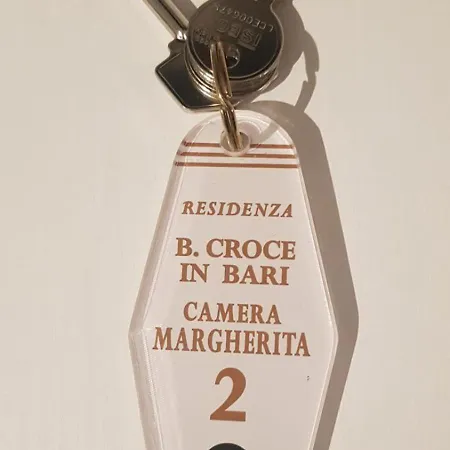 RESIDENZA
B. CROCE
IN BARI
CAMERA
MARGHERITA
2